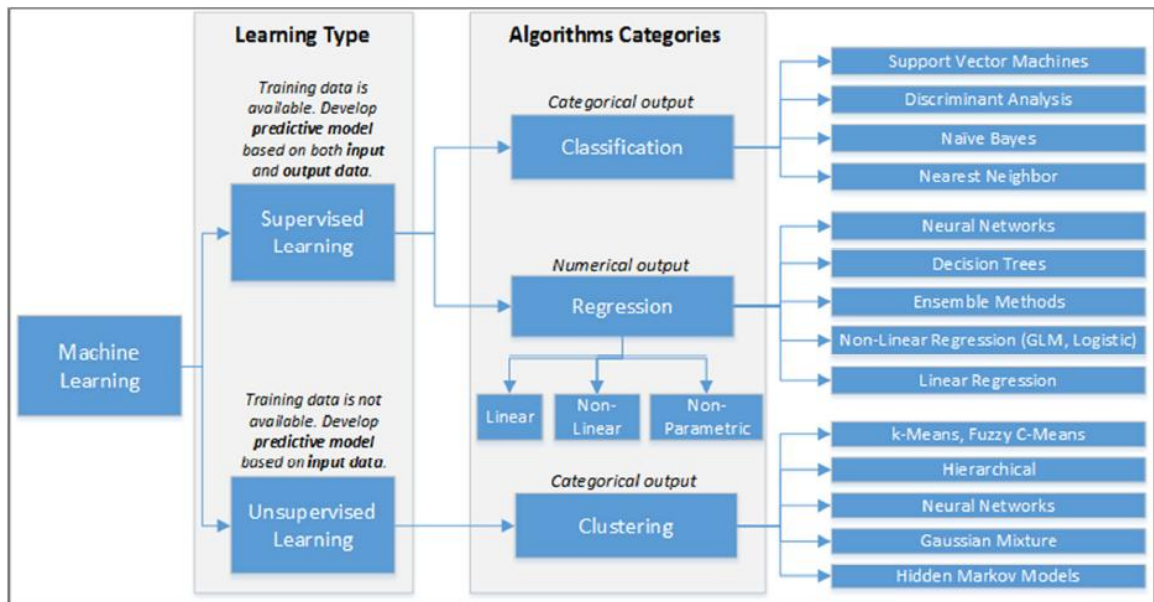 Learning Type
Algorithms Categories
Training data is
available. Develop
predictive model
based on both input
and output data.
Supervised
Learning
Machine
Learning
Training data is not
available. Develop
predictive model
based on input data.
Unsupervised
Learning
Categorical output
Classification
Numerical output
Regression
Linear
Non-
Linear
Non-
Parametric
Categorical output
Clustering
Support Vector Machines
Discriminant Analysis
Naïve Bayes
Nearest Neighbor
Neural Networks
Decision Trees
Ensemble Methods
Non-Linear Regression (GLM, Logistic)
Linear Regression
k-Means, Fuzzy C-Means
Hierarchical
Neural Networks
Gaussian Mixture
Hidden Markov Models